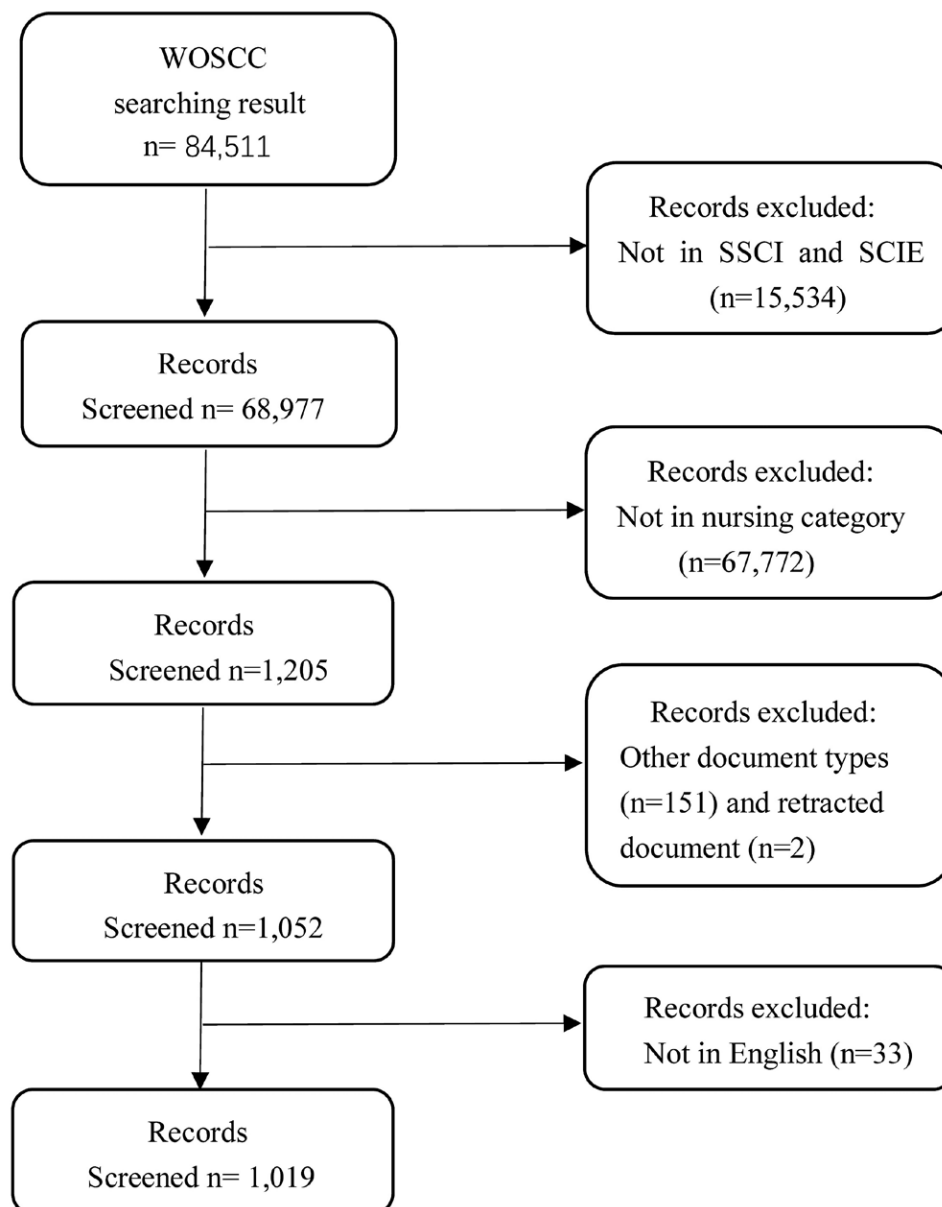 WOSCC
searching result
n= 84,511
Records excluded:
Not in SSCI and SCIE
(n=15,534)
Records
Screened n= 68,977
Records excluded:
Not in nursing category
(n=67,772)
Records
Screened n=1,205
Records excluded:
Other document types
(n=151) and retracted
document (n=2)
Records
Screened n=1,052
Records excluded:
Not in English (n=33)
Records
Screened n= 1,019